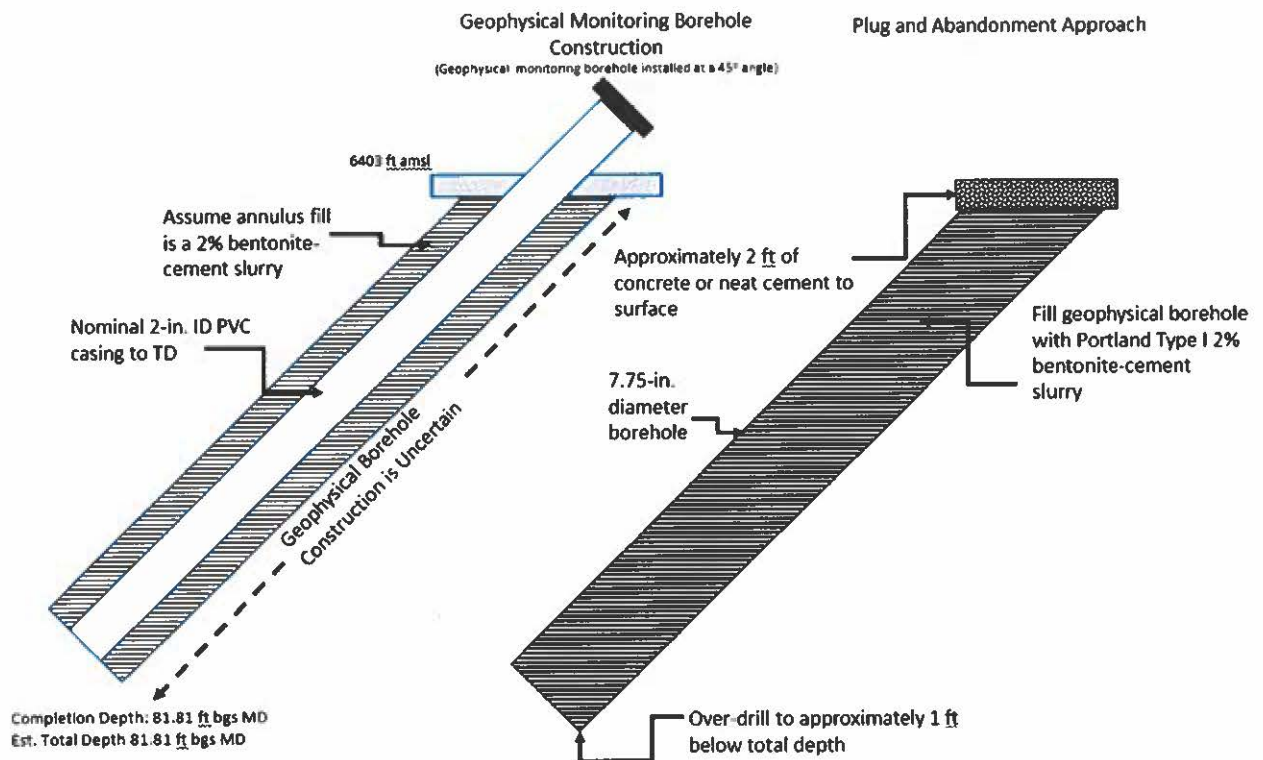 Geophysical Monitoring Borehole
Construction
(Geophysical monitoring borehole installed at a 45° angle)
Plug and Abandonment Approach
6403 ft amsl
Assume annulus fill
is a 2% bentonite-
cement slurry
Nominal 2-in. ID PVC
casing to TD
Geophysical Borehole
Construction is Uncertain
Completion Depth: 81.81 ft bgs MD
Est. Total Depth 81.81 ft bgs MD
Approximately 2 ft of
concrete or neat cement to
surface
7.75-in.
diameter
borehole
Fill geophysical borehole
with Portland Type I 2%
bentonite-cement
slurry
Over-drill to approximately 1 ft
below total depth